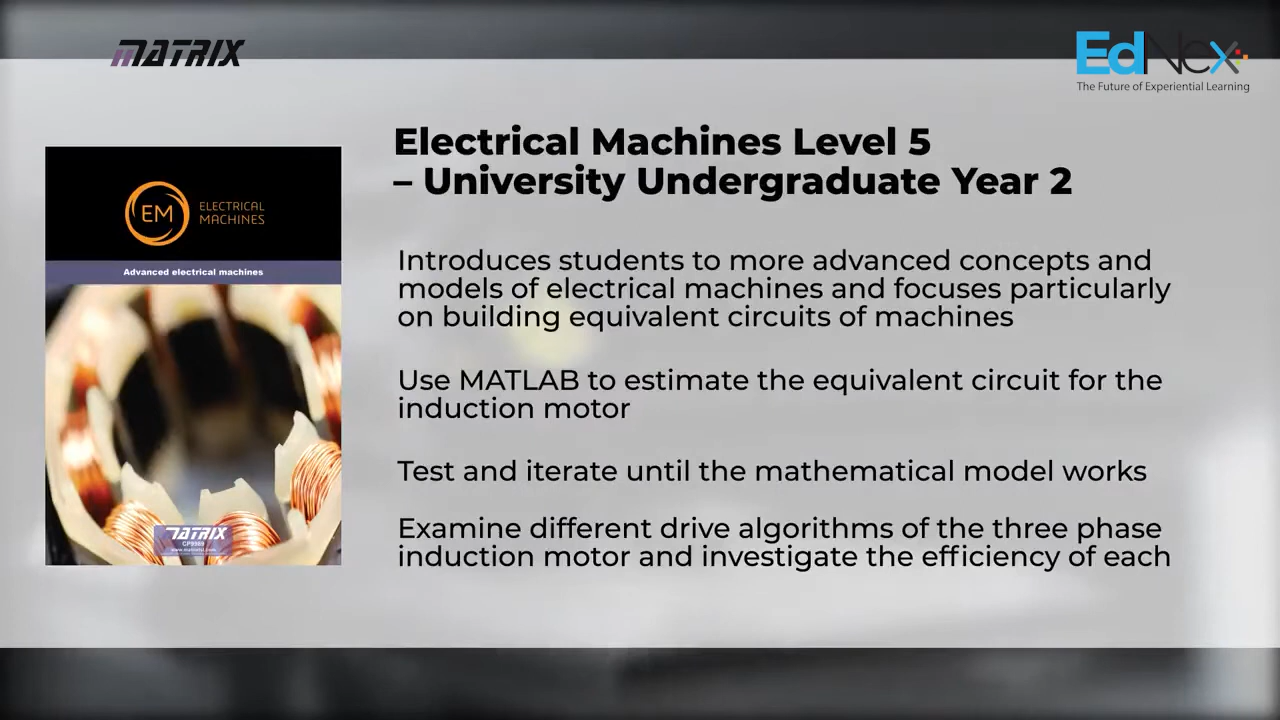 MATRIX
EdNex
The Future of Experiential Learning
Electrical Machines Level 5
– University Undergraduate Year 2
EM
ELECTRICAL
MACHINES
Advanced electrical machines
Introduces students to more advanced concepts and
models of electrical machines and focuses particularly
on building equivalent circuits of machines
Use MATLAB to estimate the equivalent circuit for the
induction motor
Test and iterate until the mathematical model works
Examine different drive algorithms of the three phase
induction motor and investigate the efficiency of each
MATRIX